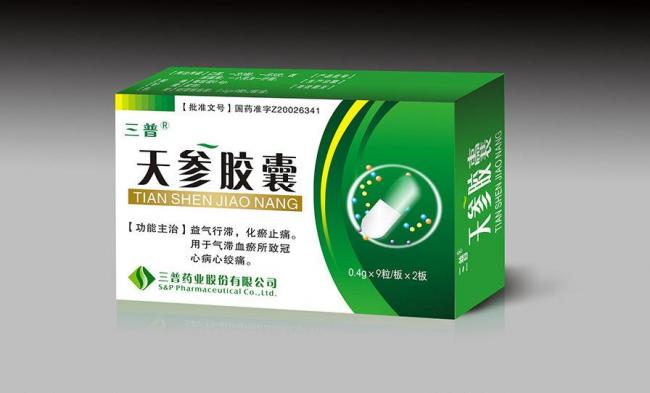 【批准文号】国药准字Z20026341
三普®
天参胶囊
TIAN SHEN JIAO NANG
【功能主治】益气行滞，化瘀止痛。
用于气滞血瘀所致冠
心病心绞痛。
三普药业股份有限公司
S&P Pharmaceutical Co.,Ltd.
0.4g×9粒/板×2板
天参胶囊
TIAN SHEN JIAO NANG